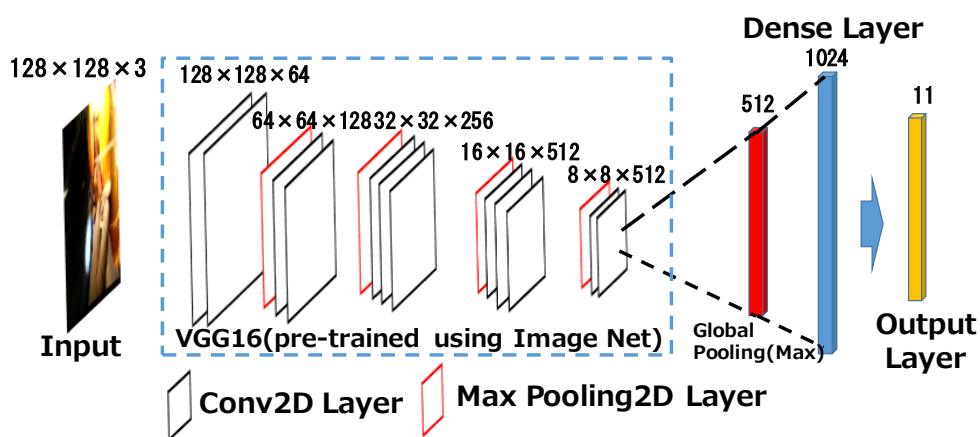 Dense Layer
128×128×3
128×128×64
1024
64×64×128
32×32×256
512
11
16×16×512
8×8×512
Input
VGG16(pre-trained using Image Net)
Global
Pooling(Max)
Output
Layer
Conv2D Layer
Max Pooling2D Layer